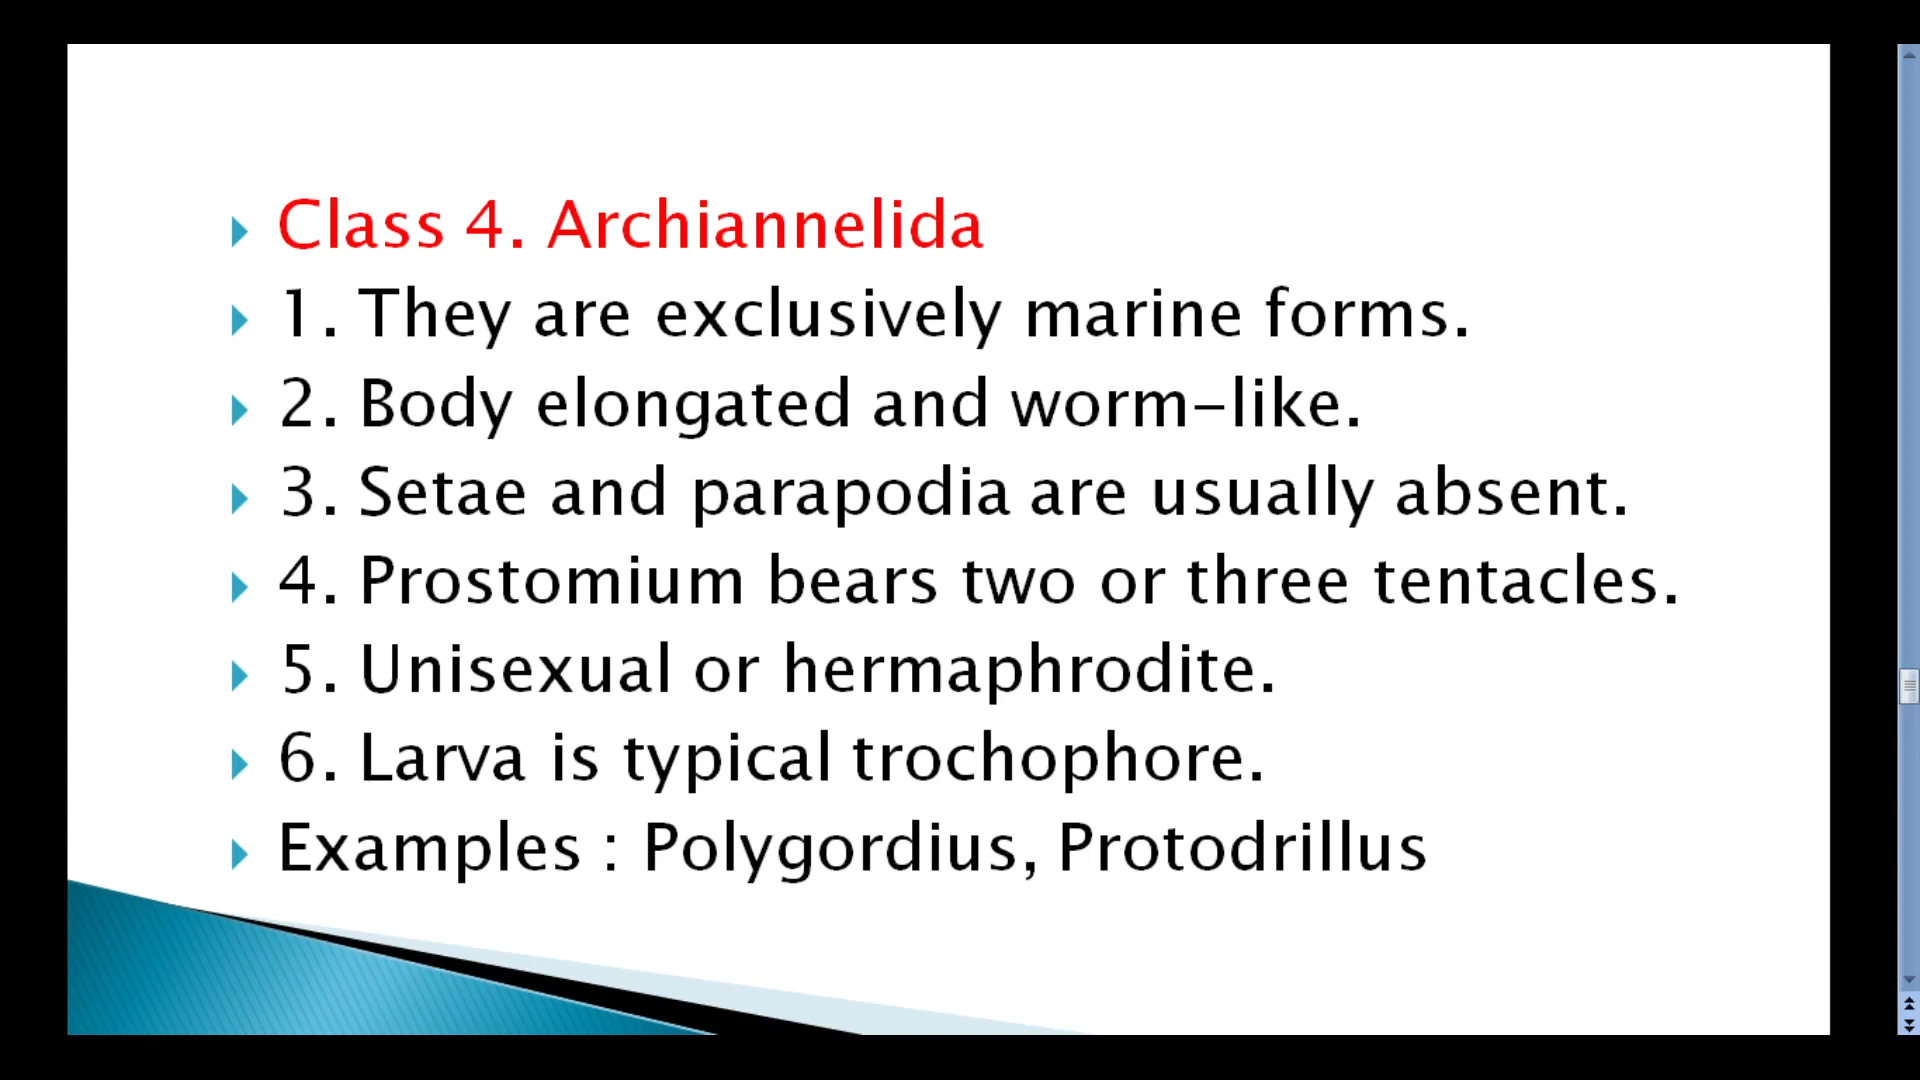 Class 4. Archiannelida
1. They are exclusively marine forms.
2. Body elongated and worm-like.
3. Setae and parapodia are usually absent.
4. Prostomium bears two or three tentacles.
5. Unisexual or hermaphrodite.
6. Larva is typical trochophore.
Examples : Polygordius, Protodrillus